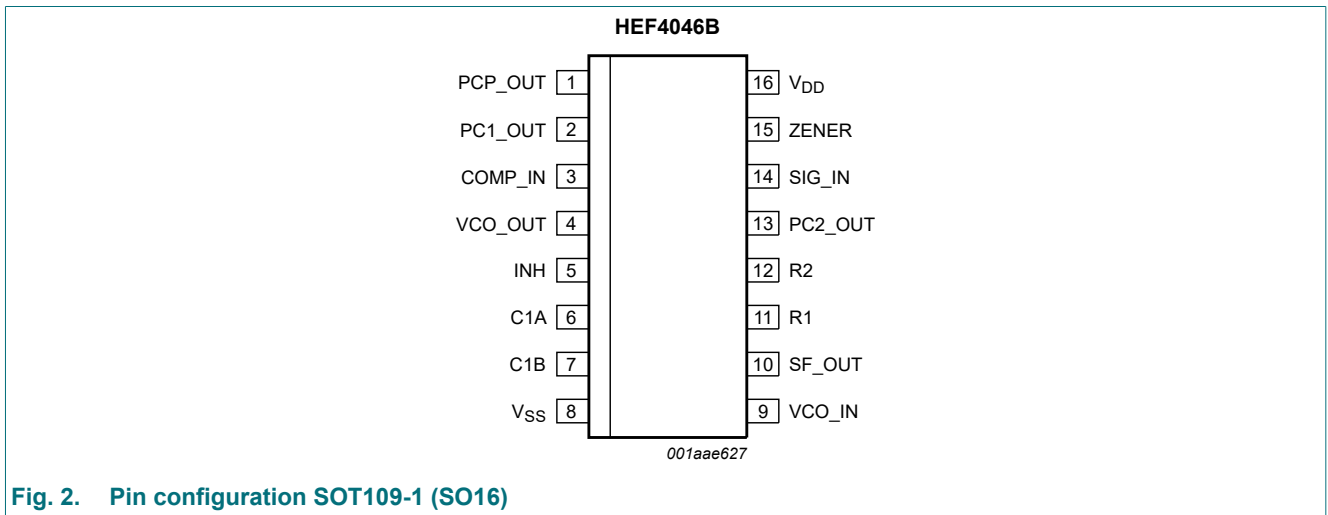 HEF4046B
PCP_OUT 1
PC1_OUT 2
COMP_IN 3
VCO_OUT 4
INH 5
C1A 6
C1B 7
VSS 8
16 VDD
15 ZENER
14 SIG_IN
13 PC2_OUT
12 R2
11 R1
10 SF_OUT
9 VCO_IN
001aae627
Fig. 2. Pin configuration SOT109-1 (SO16)